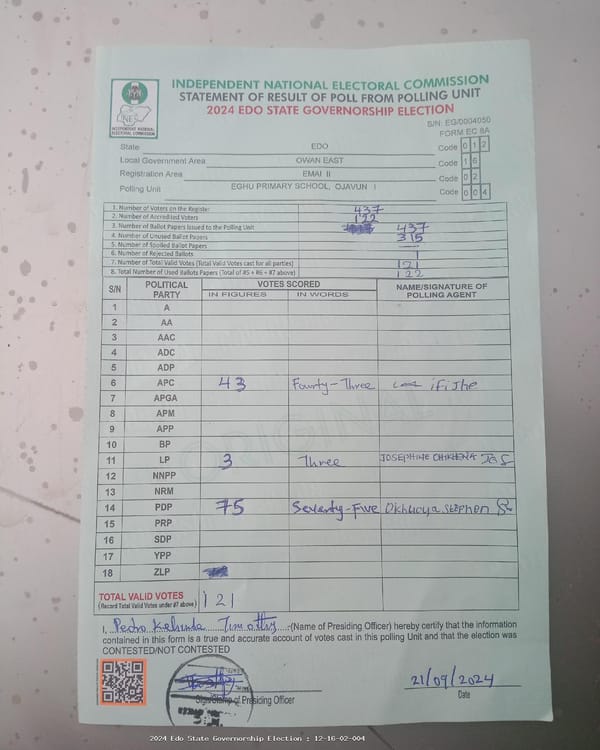 INDEPENDENT NATIONAL ELECTORAL COMMISSION
STATEMENT OF RESULT OF POLL FROM POLLING UNIT
2024 EDO STATE GOVERNORSHIP ELECTION
INEC
INDEPENDENT NATIONAL ELECTORAL COMMISSION
S/N: EG/0004050
FORM EC 8A
State EDO Code 0 1 2
Local Government Area OWAN EAST Code 1 6
Registration Area EMAI II Code 0 2
Polling Unit EGHU PRIMARY SCHOOL, OJAVUN I Code 0 0 4
1. Number of Voters on the Register 437
2. Number of Accredited Voters 122
3. Number of Ballot Papers Issued to the Polling Unit 437
4. Number of Unused Ballot Papers 315
5. Number of Spoiled Ballot Papers —
6. Number of Rejected Ballots 1
7. Number of Total Valid Votes (Total Valid Votes cast for all parties) 121
8. Total Number of Used Ballots Papers (Total of #5 + #6 + #7 above) 122
S/N POLITICAL PARTY VOTES SCORED NAME/SIGNATURE OF POLLING AGENT
IN FIGURES IN WORDS
1 A
2 AA
3 AAC
4 ADC
5 ADP
6 APC 43 Fourty-Three
7 APGA
8 APM
9 APP
10 BP
11 LP 3 Three JOSEPHINE
12 NNPP
13 NRM
14 PDP 75 Seventy-Five Stephen
15 PRP
16 SDP
17 YPP
18 ZLP
TOTAL VALID VOTES 121
(Record Total Valid Votes under #7 above)
I, Pedro Kehinde Timothy (Name of Presiding Officer) hereby certify that the information
contained in this form is a true and accurate account of votes cast in this polling Unit and that the election was
CONTESTED/NOT CONTESTED
21/09/2024
Sign/Stamp of Presiding Officer Date
2024 Edo State Governorship Election : 12-16-02-004